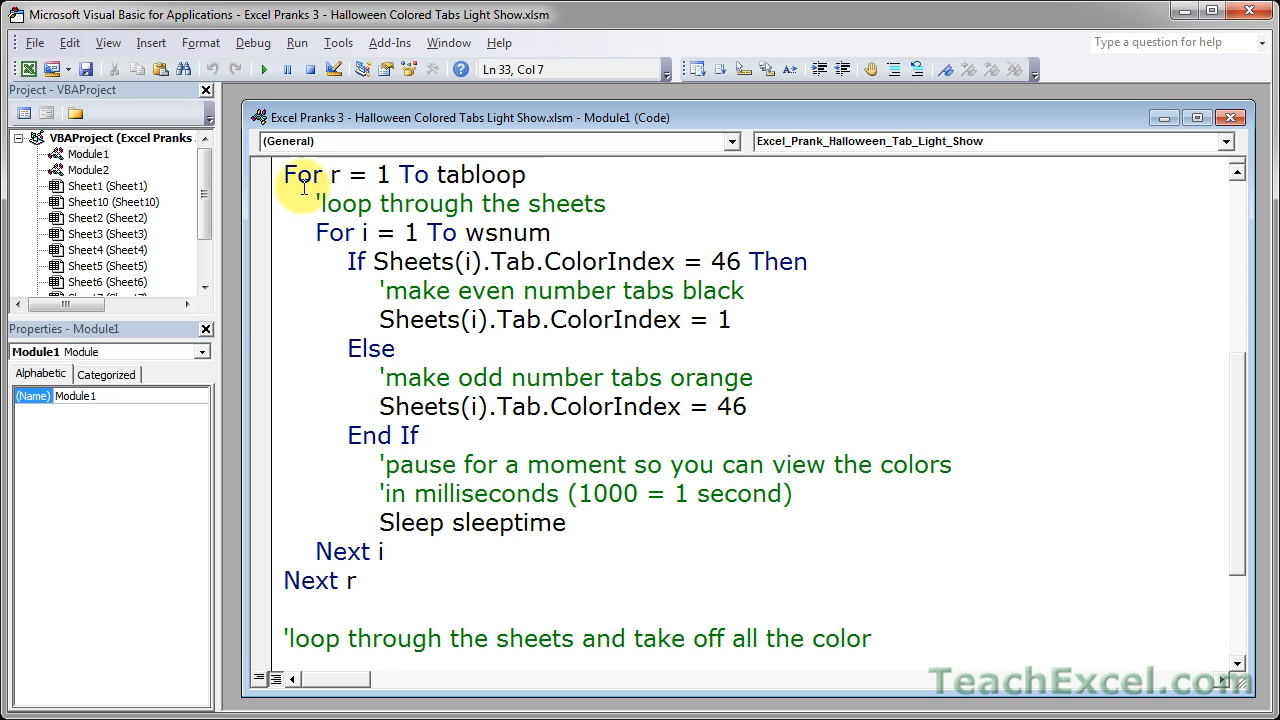 Microsoft Visual Basic for Applications - Excel Pranks 3 - Halloween Colored Tabs Light Show.xlsm
File Edit View Insert Format Debug Run Tools Add-Ins Window Help
Type a question for help
Ln 33, Col 7
Project - VBAProject
VBAProject (Excel Pranks
Module1
Module2
Sheet1 (Sheet1)
Sheet10 (Sheet10)
Sheet2 (Sheet2)
Sheet3 (Sheet3)
Sheet4 (Sheet4)
Sheet5 (Sheet5)
Sheet6 (Sheet6)
Properties - Module1
Module1 Module
Alphabetic Categorized
(Name) Module1
Excel Pranks 3 - Halloween Colored Tabs Light Show.xlsm - Module1 (Code)
(General) Excel_Prank_Halloween_Tab_Light_Show
For r = 1 To tabloop
'loop through the sheets
For i = 1 To wsnum
If Sheets(i).Tab.ColorIndex = 46 Then
'make even number tabs black
Sheets(i).Tab.ColorIndex = 1
Else
'make odd number tabs orange
Sheets(i).Tab.ColorIndex = 46
End If
'pause for a moment so you can view the colors
'in milliseconds (1000 = 1 second)
Sleep sleeptime
Next i
Next r
'loop through the sheets and take off all the color
TeachExcel.com